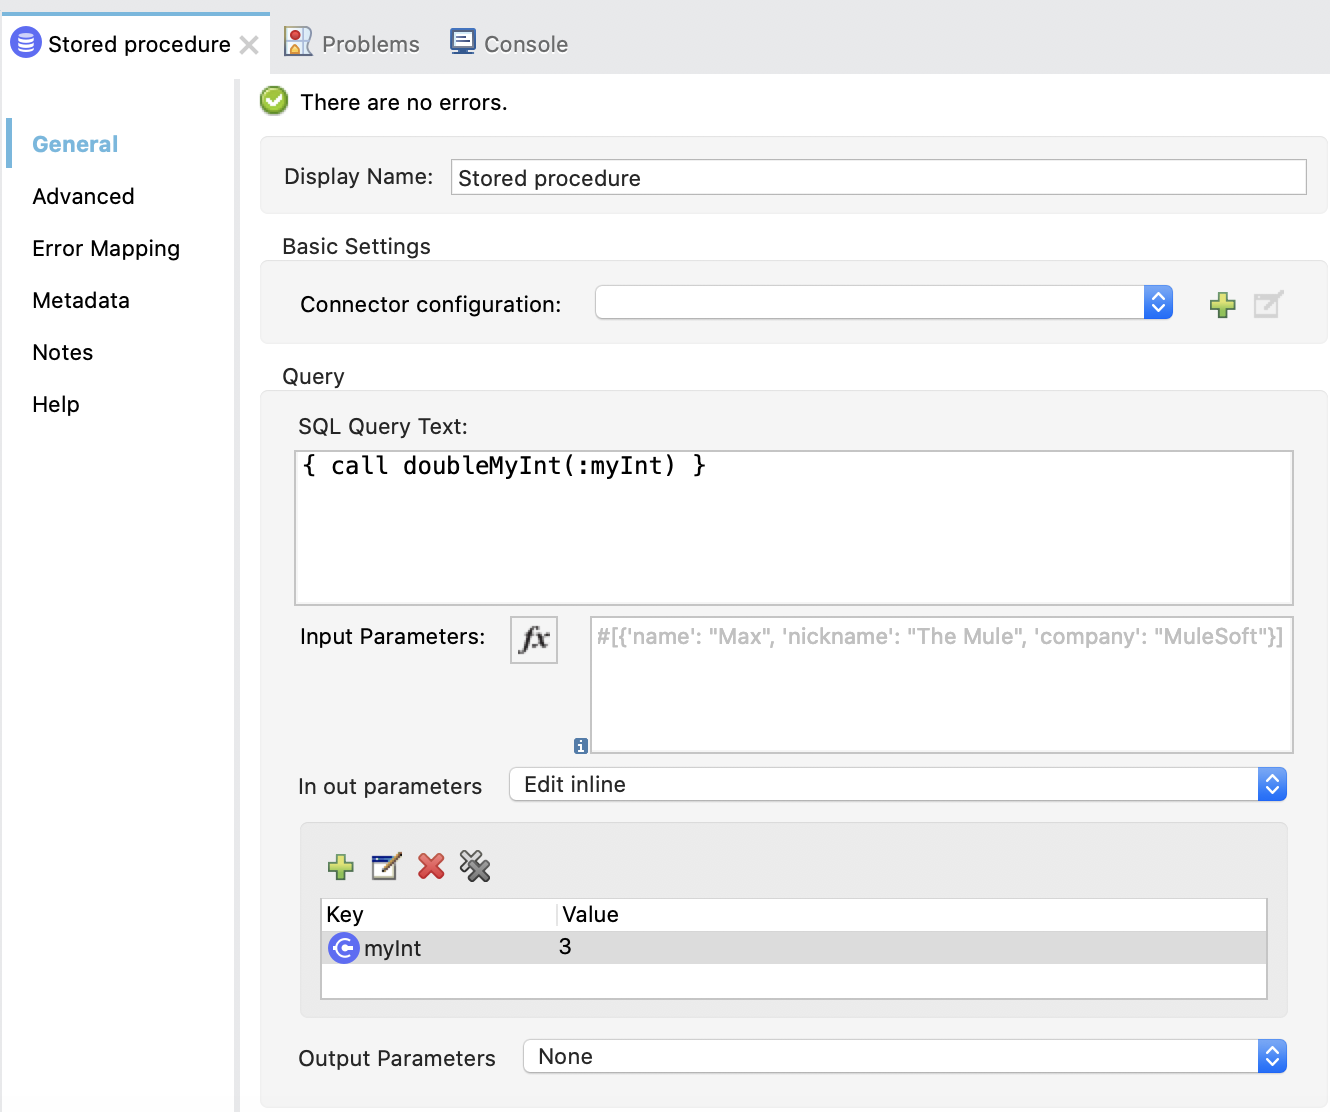 Stored procedure
Problems
Console
There are no errors.
General
Advanced
Error Mapping
Metadata
Notes
Help
Display Name:
Stored procedure
Basic Settings
Connector configuration:
Query
SQL Query Text:
{ call doubleMyInt(:myInt) }
Input Parameters:
fx
#[{'name': "Max", 'nickname': "The Mule", 'company': "MuleSoft"}]
In out parameters
Edit inline
Key Value
myInt 3
Output Parameters
None